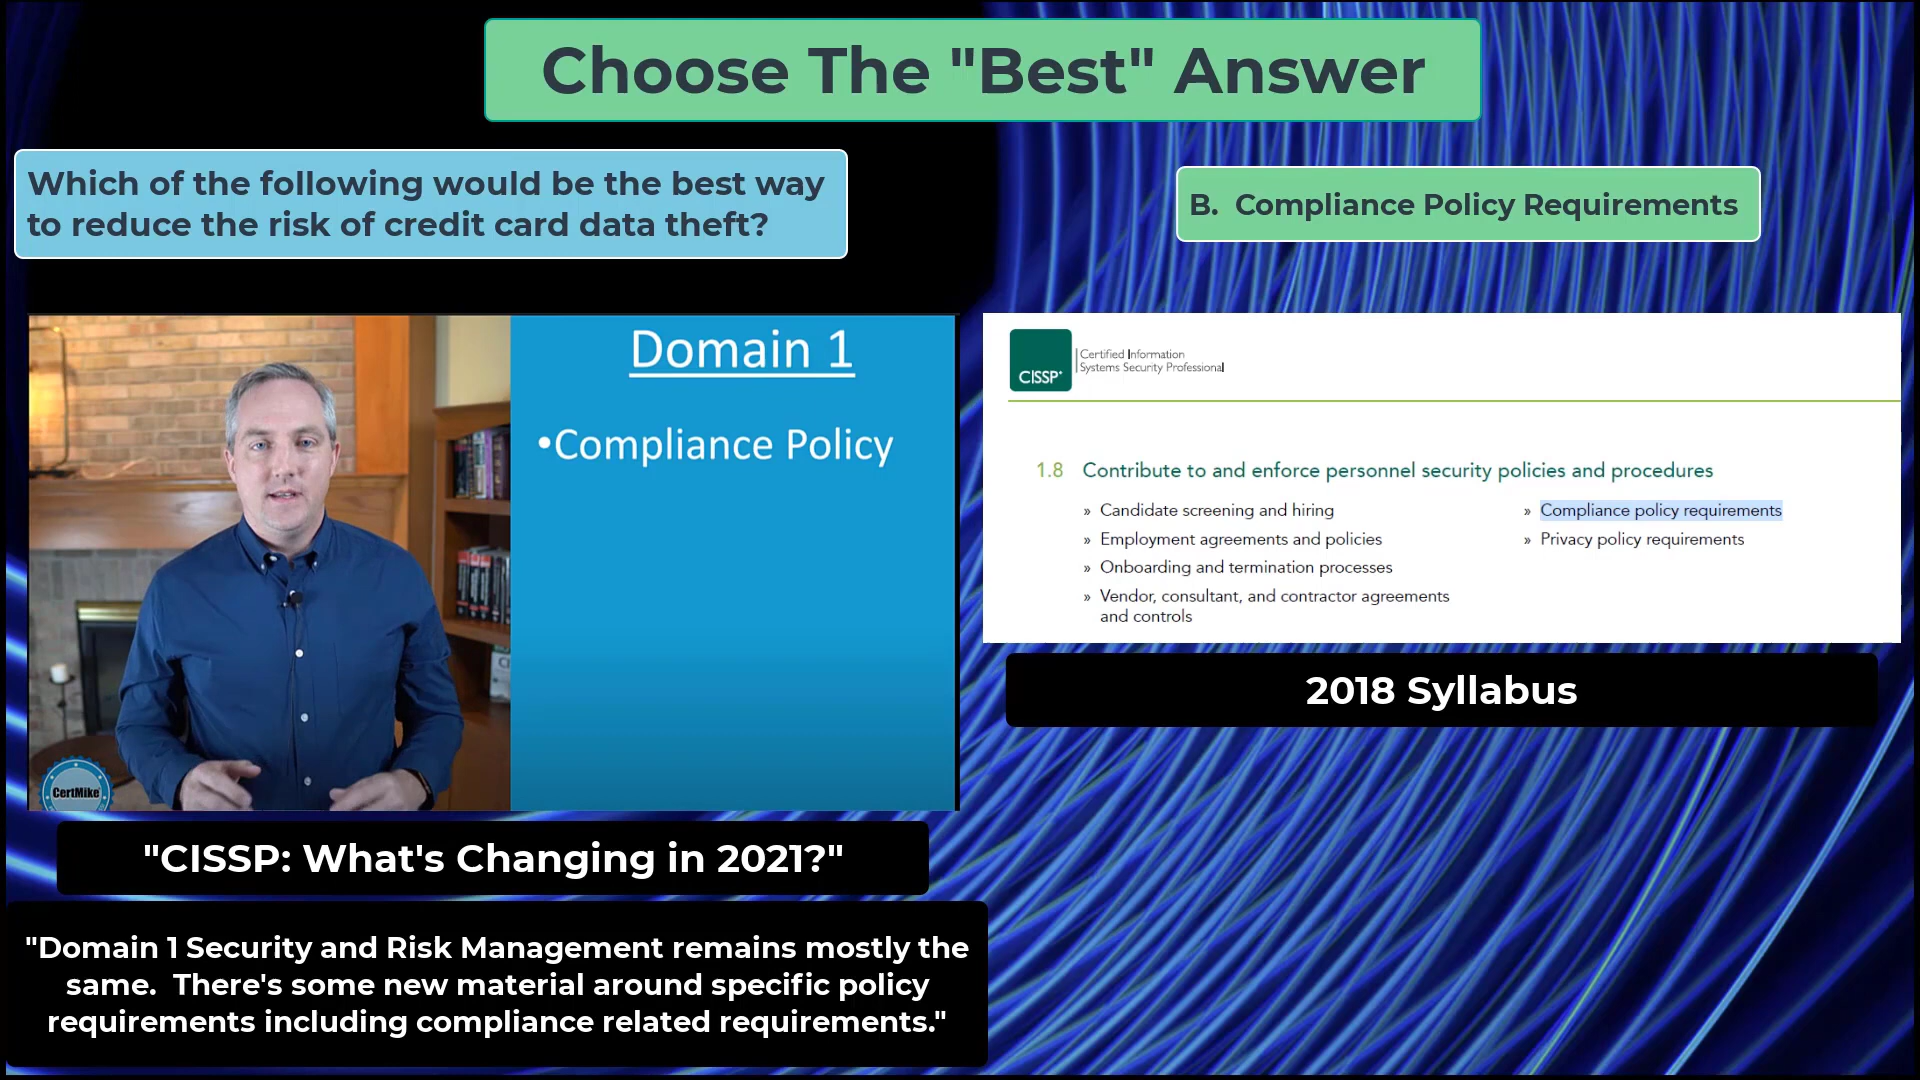 Choose The "Best" Answer
Which of the following would be the best way
to reduce the risk of credit card data theft?
B. Compliance Policy Requirements
Domain 1
•Compliance Policy
CertMike
CISSP®
Certified Information
Systems Security Professional
1.8 Contribute to and enforce personnel security policies and procedures
» Candidate screening and hiring
» Employment agreements and policies
» Onboarding and termination processes
» Vendor, consultant, and contractor agreements
and controls
» Compliance policy requirements
» Privacy policy requirements
2018 Syllabus
"CISSP: What's Changing in 2021?"
"Domain 1 Security and Risk Management remains mostly the
same. There's some new material around specific policy
requirements including compliance related requirements."